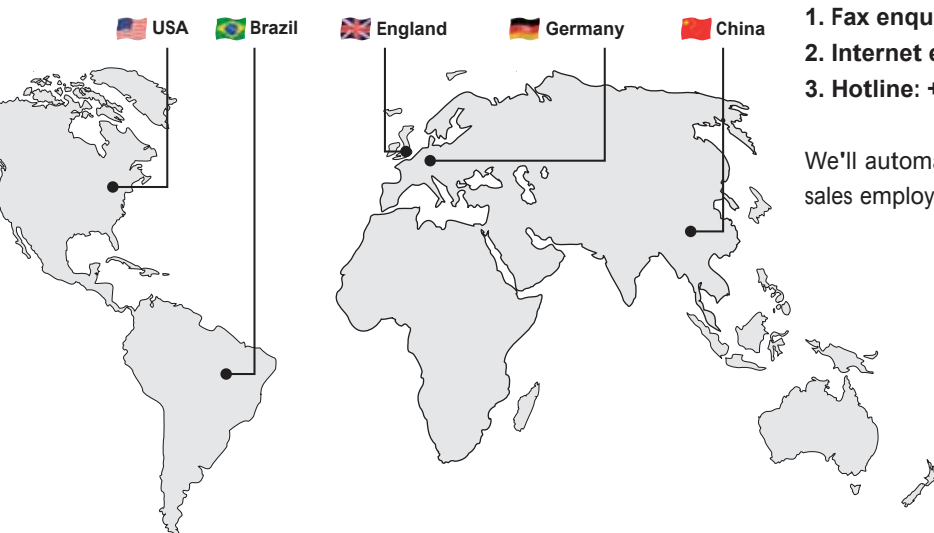 USA Brazil England Germany China
1. Fax enqu
2. Internet e
3. Hotline: +
We'll automa
sales employ